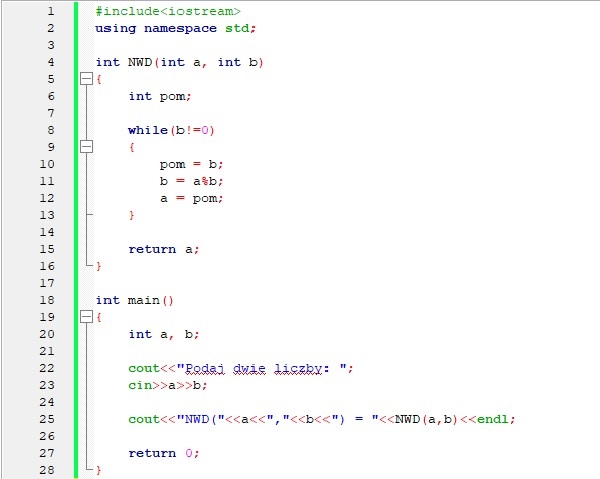 1 #include<iostream>
2 using namespace std;
3
4 int NWD(int a, int b)
5 {
6 int pom;
7
8 while(b!=0)
9 {
10 pom = b;
11 b = a%b;
12 a = pom;
13 }
14
15 return a;
16 }
17
18 int main()
19 {
20 int a, b;
21
22 cout<<"Podaj dwie liczby: ";
23 cin>>a>>b;
24
25 cout<<"NWD("<<a<<","<<b<<") = "<<NWD(a,b)<<endl;
26
27 return 0;
28 }